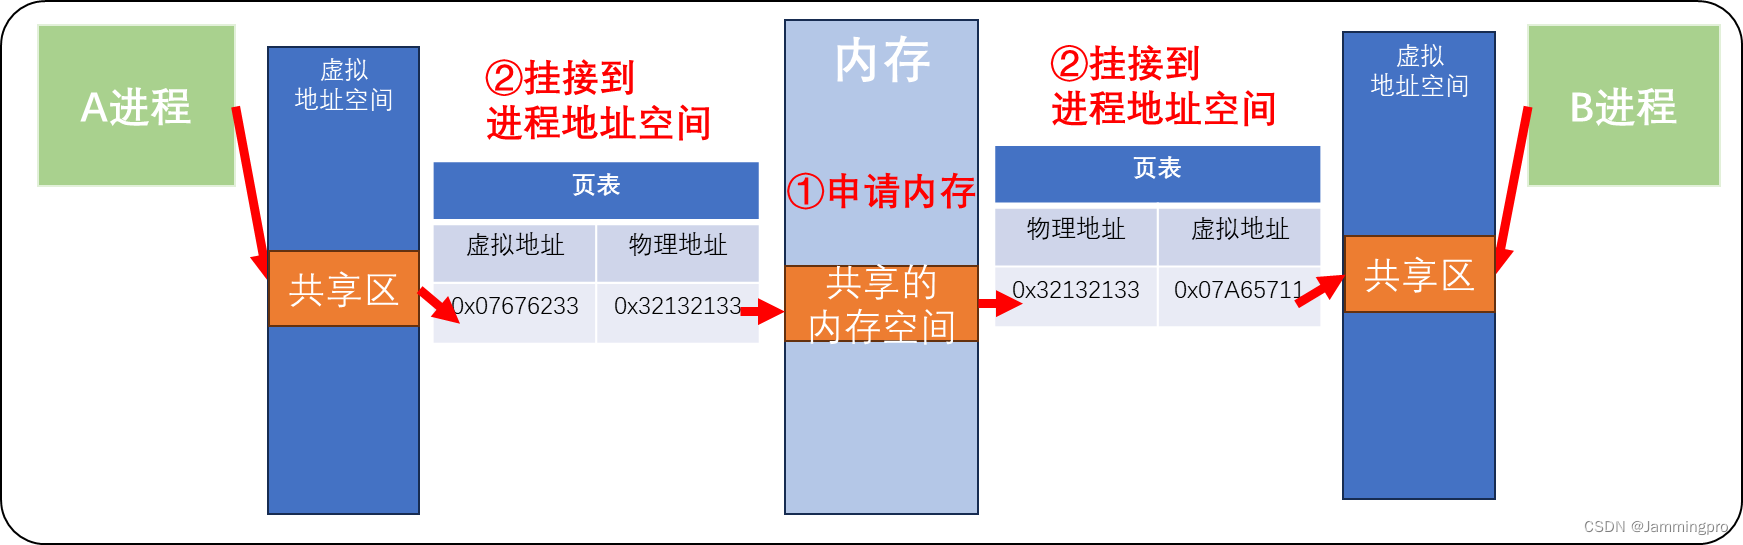 A进程
虚拟
地址空间
共享区
②挂接到
进程地址空间
页表
虚拟地址 物理地址
0x07676233 0x32132133
内存
①申请内存
共享的
内存空间
②挂接到
进程地址空间
页表
物理地址 虚拟地址
0x32132133 0x07A65711
虚拟
地址空间
共享区
B进程
CSDN @Jammingpro